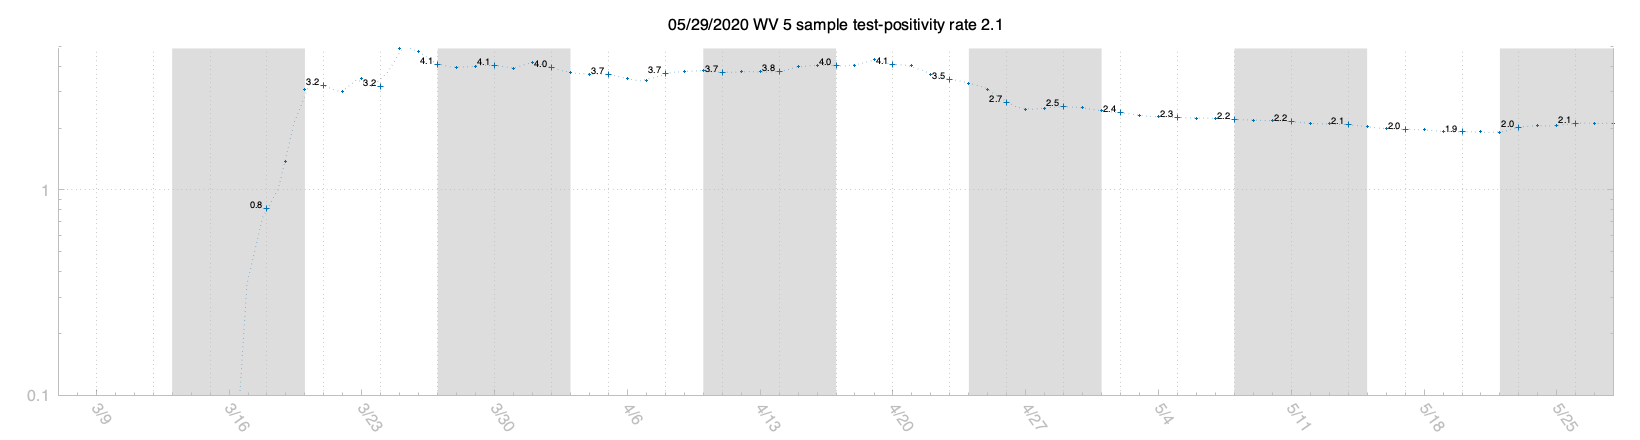 05/29/2020 WV 5 sample test-positivity rate 2.1
0.8 3.2 3.2 4.1 4.1 4.0 3.7 3.7 3.7 3.8 4.0 4.1 3.5 2.7 2.5 2.4 2.3 2.2 2.2 2.1 2.0 1.9 2.0 2.1
1
0.1
3/9 3/16 3/23 3/30 4/6 4/13 4/20 4/27 5/4 5/11 5/18 5/25